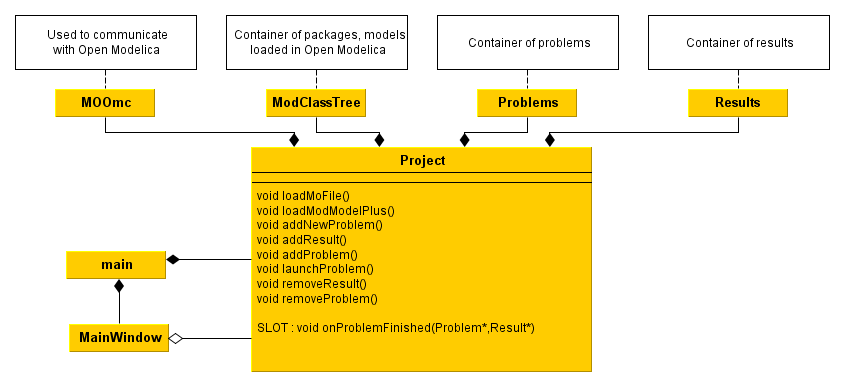 Used to communicate
with Open Modelica
Container of packages, models
loaded in Open Modelica
Container of problems
Container of results
MOOmc
ModClassTree
Problems
Results
Project
void loadMoFile()
void loadModModelPlus()
void addNewProblem()
void addResult()
void addProblem()
void launchProblem()
void removeResult()
void removeProblem()
SLOT : void onProblemFinished(Problem*,Result*)
main
MainWindow